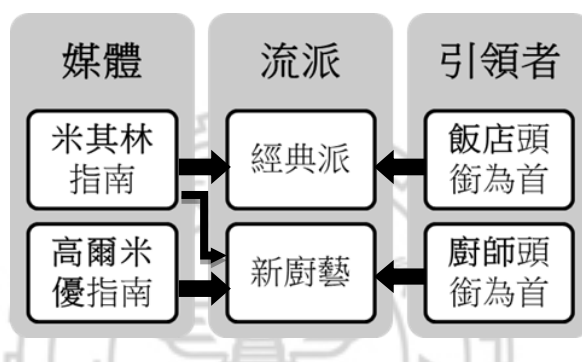 媒體
流派
引領者
米其林
指南
經典派
飯店頭
銜為首
高爾米
優指南
新廚藝
廚師頭
銜為首